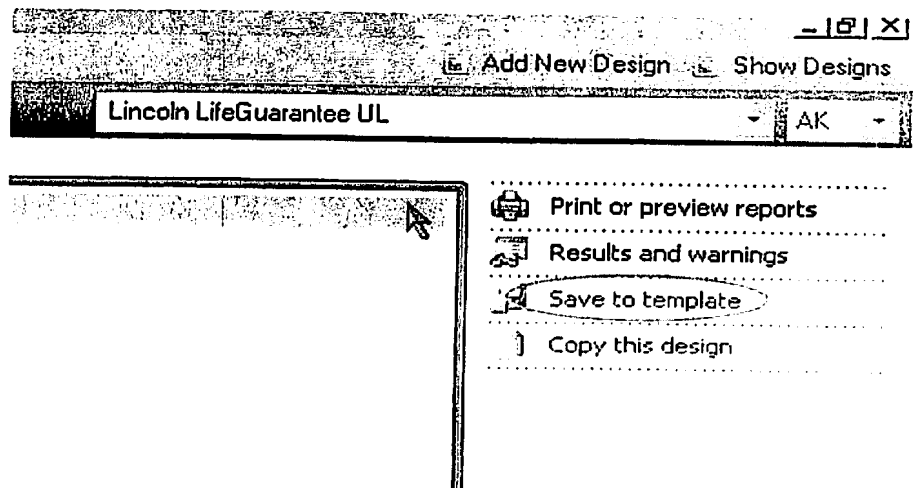 Add New Design Show Designs
Lincoln LifeGuarantee UL AK
Print or preview reports
Results and warnings
Save to template
Copy this design